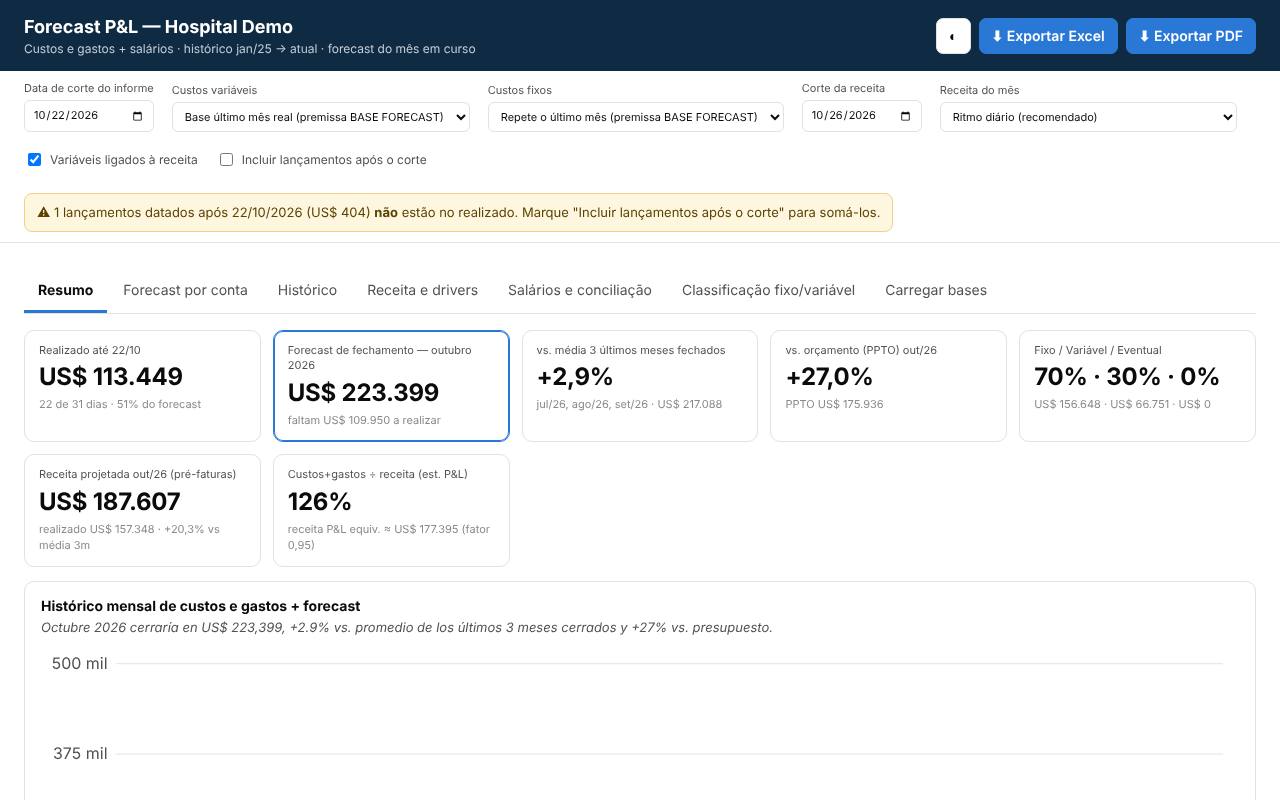 Forecast P&L — Hospital Demo
Custos e gastos + salários · histórico jan/25 → atual · forecast do mês em curso
⬇ Exportar Excel
⬇ Exportar PDF
Data de corte do informe
10/22/2026
Custos variáveis
Base último mês real (premissa BASE FORECAST)
Custos fixos
Repete o último mês (premissa BASE FORECAST)
Corte da receita
10/26/2026
Receita do mês
Ritmo diário (recomendado)
Variáveis ligados à receita
Incluir lançamentos após o corte
⚠ 1 lançamentos datados após 22/10/2026 (US$ 404) não estão no realizado. Marque "Incluir lançamentos após o corte" para somá-los.
Resumo
Forecast por conta
Histórico
Receita e drivers
Salários e conciliação
Classificação fixo/variável
Carregar bases
Realizado até 22/10
US$ 113.449
22 de 31 dias · 51% do forecast
Forecast de fechamento — outubro
2026
US$ 223.399
faltam US$ 109.950 a realizar
vs. média 3 últimos meses fechados
+2,9%
jul/26, ago/26, set/26 · US$ 217.088
vs. orçamento (PPTO) out/26
+27,0%
PPTO US$ 175.936
Fixo / Variável / Eventual
70% · 30% · 0%
US$ 156.648 · US$ 66.751 · US$ 0
Receita projetada out/26 (pré-faturas)
US$ 187.607
realizado US$ 157.348 · +20,3% vs
média 3m
Custos+gastos ÷ receita (est. P&L)
126%
receita P&L equiv. ≈ US$ 177.395 (fator
0,95)
Histórico mensal de custos e gastos + forecast
Octubre 2026 cerraría en US$ 223,399, +2.9% vs. promedio de los últimos 3 meses cerrados y +27% vs. presupuesto.
500 mil
375 mil